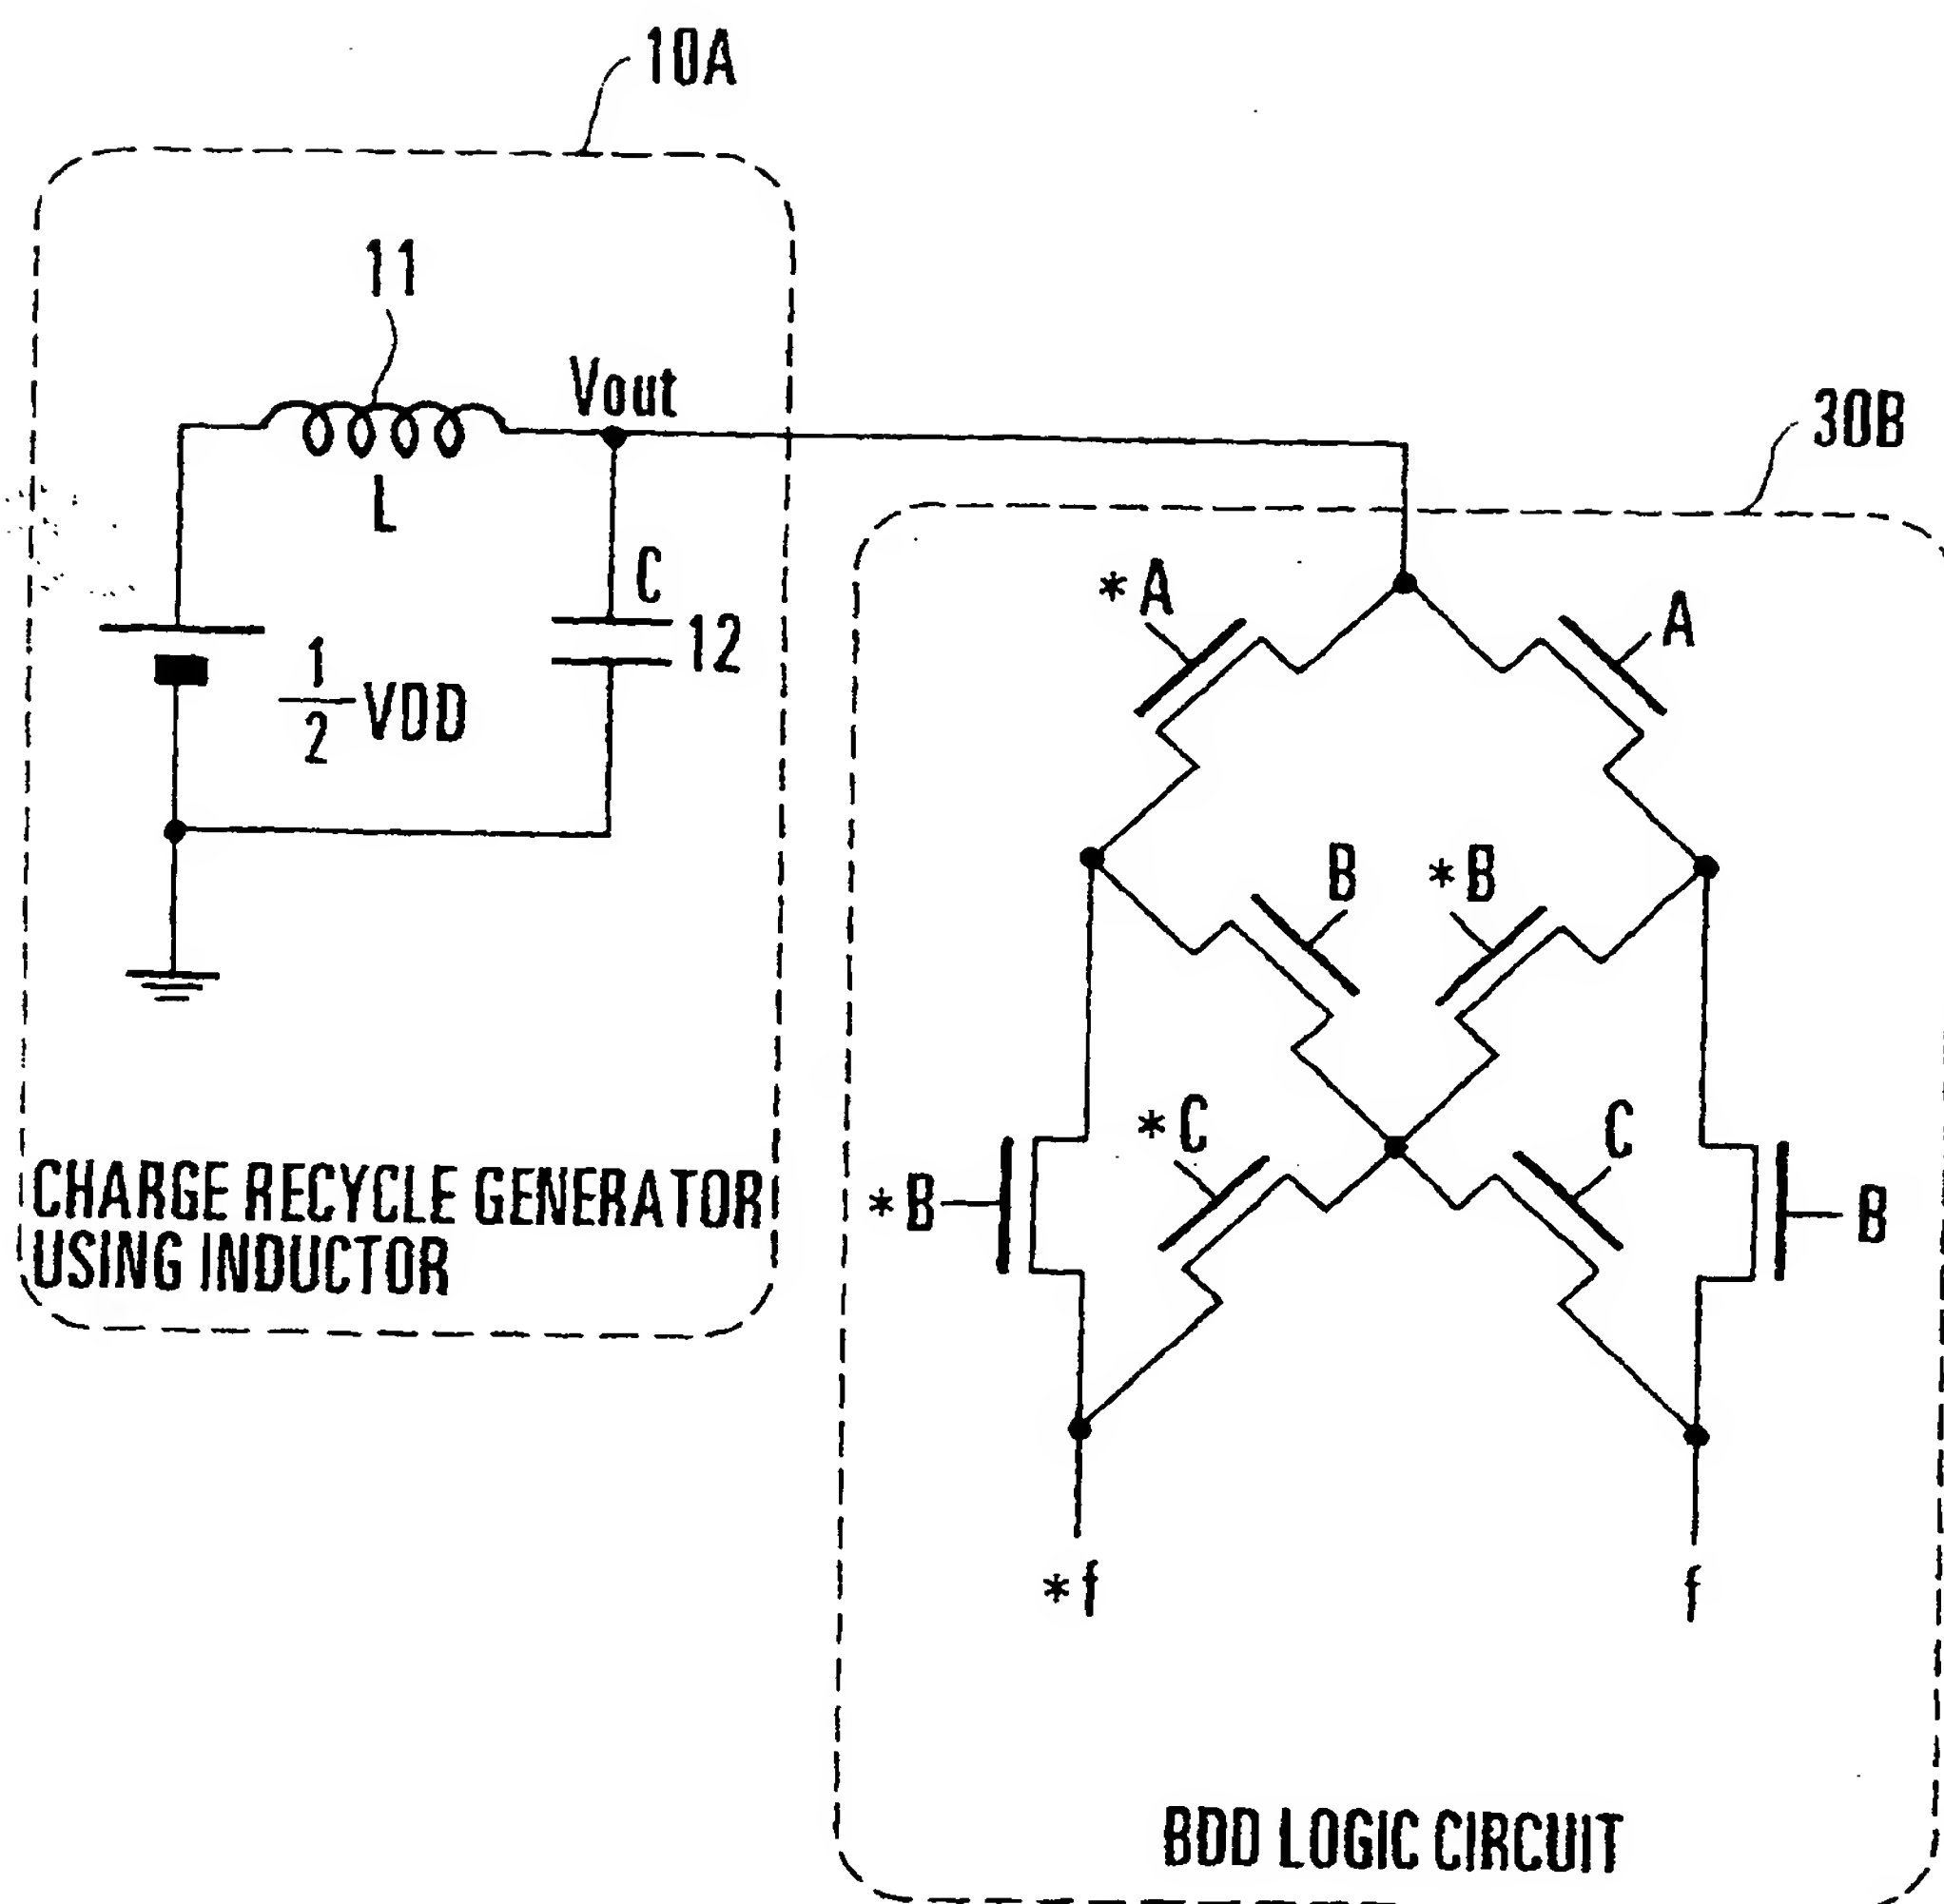 10A
11
Vout
L
C
12
1
2
VDD
CHARGE RECYCLE GENERATOR
USING INDUCTOR
30B
*A
A
B
*B
*C
C
*B
B
*f
f
BDD LOGIC CIRCUIT